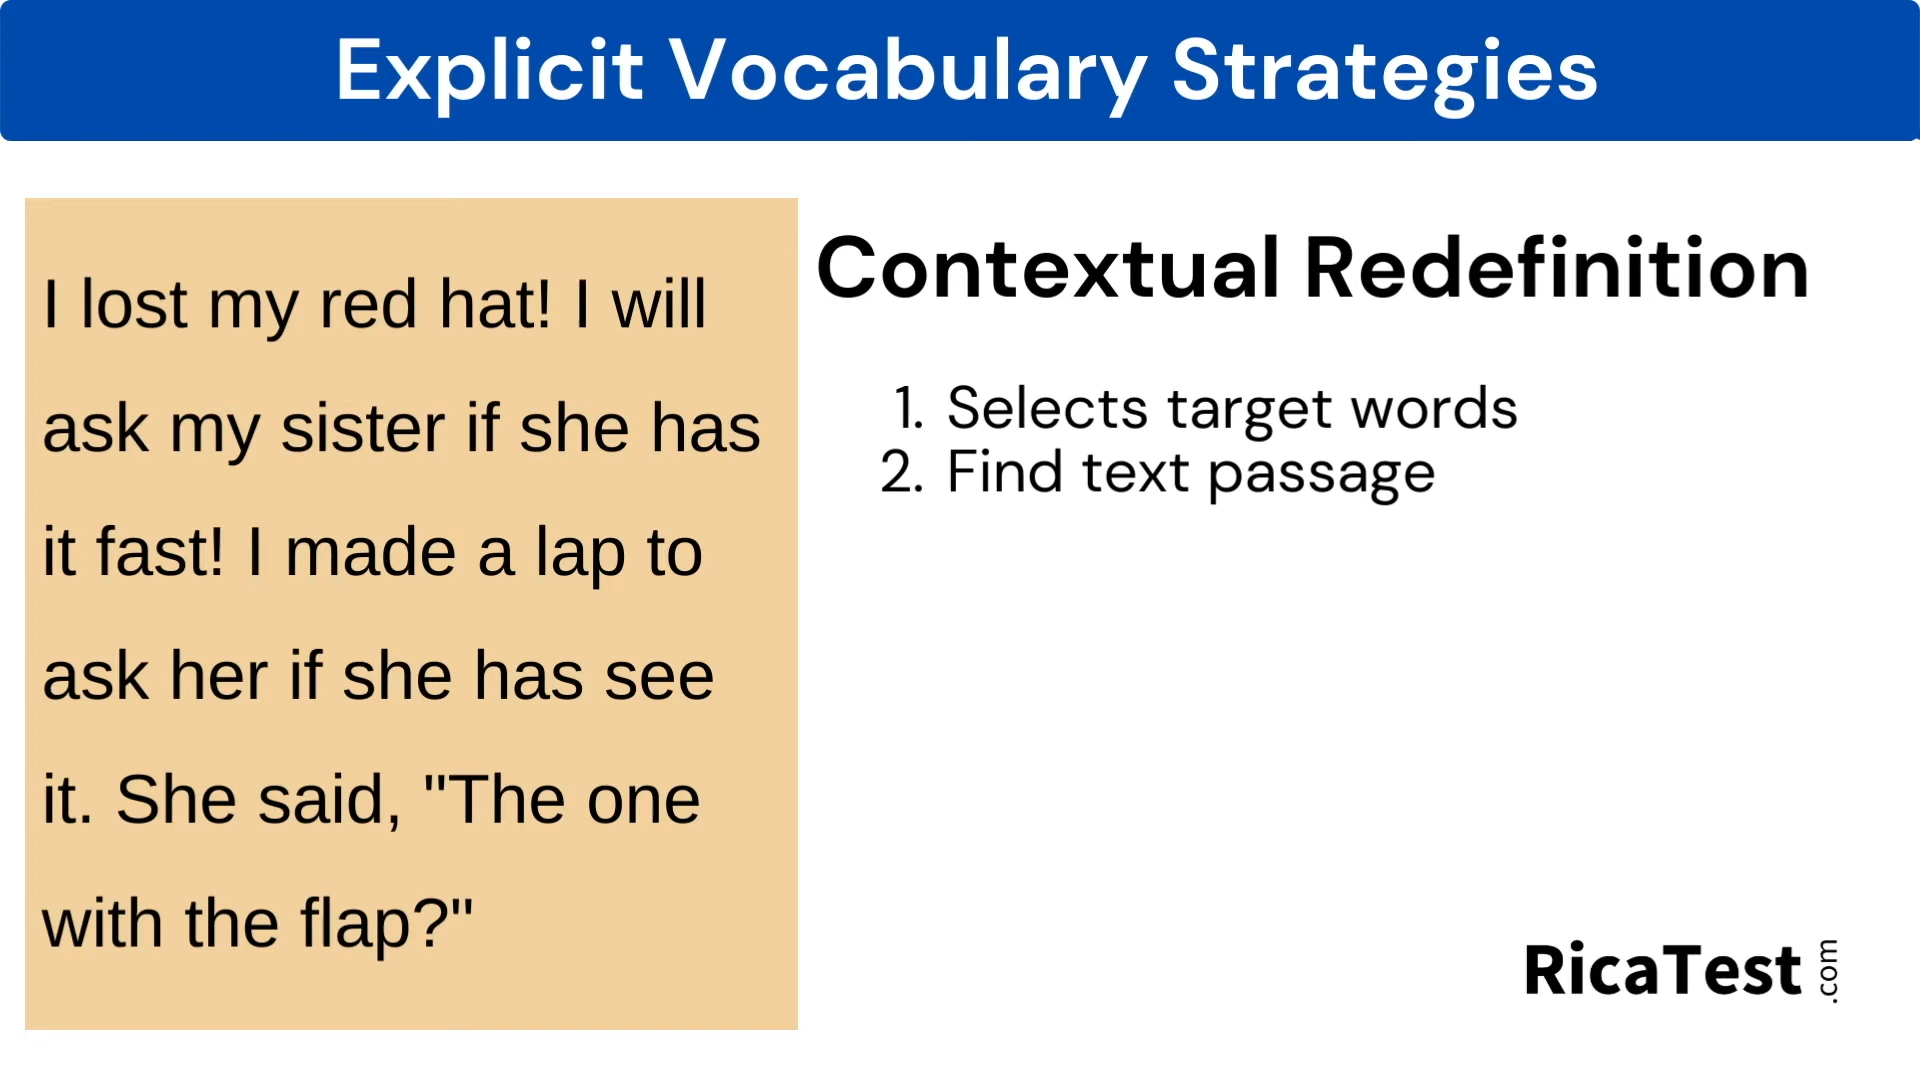 Explicit Vocabulary Strategies
I lost my red hat! I will
ask my sister if she has
it fast! I made a lap to
ask her if she has see
it. She said, "The one
with the flap?"
Contextual Redefinition
1. Selects target words
2. Find text passage
RicaTest .com